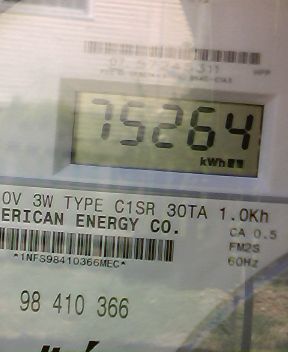 75264
kWh
0V 3W TYPE C1SR 30TA 1.0Kh
ERICAN ENERGY CO.
CA 0.5
FM2S
60Hz
*1NFS98410366MEC*
98 410 366